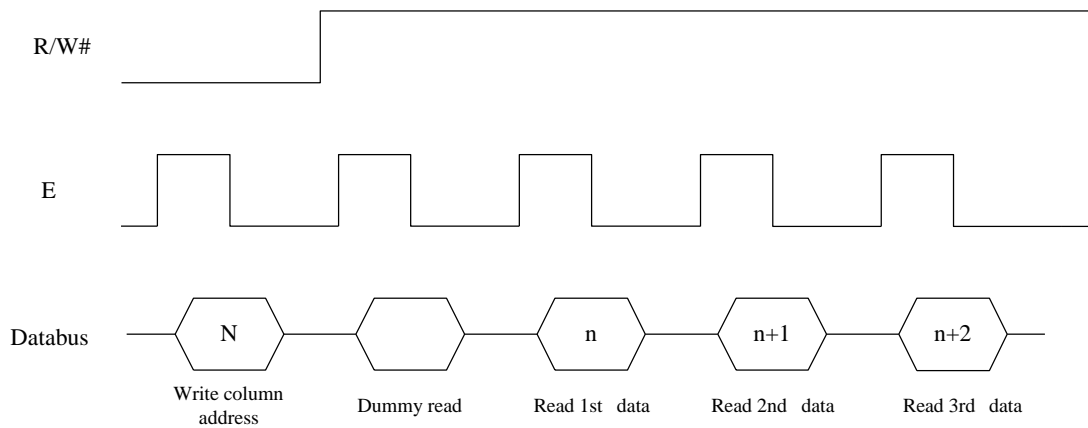 R/W#
E
Databus
N
n
n+1
n+2
Write column
address
Dummy read
Read 1st data
Read 2nd data
Read 3rd data